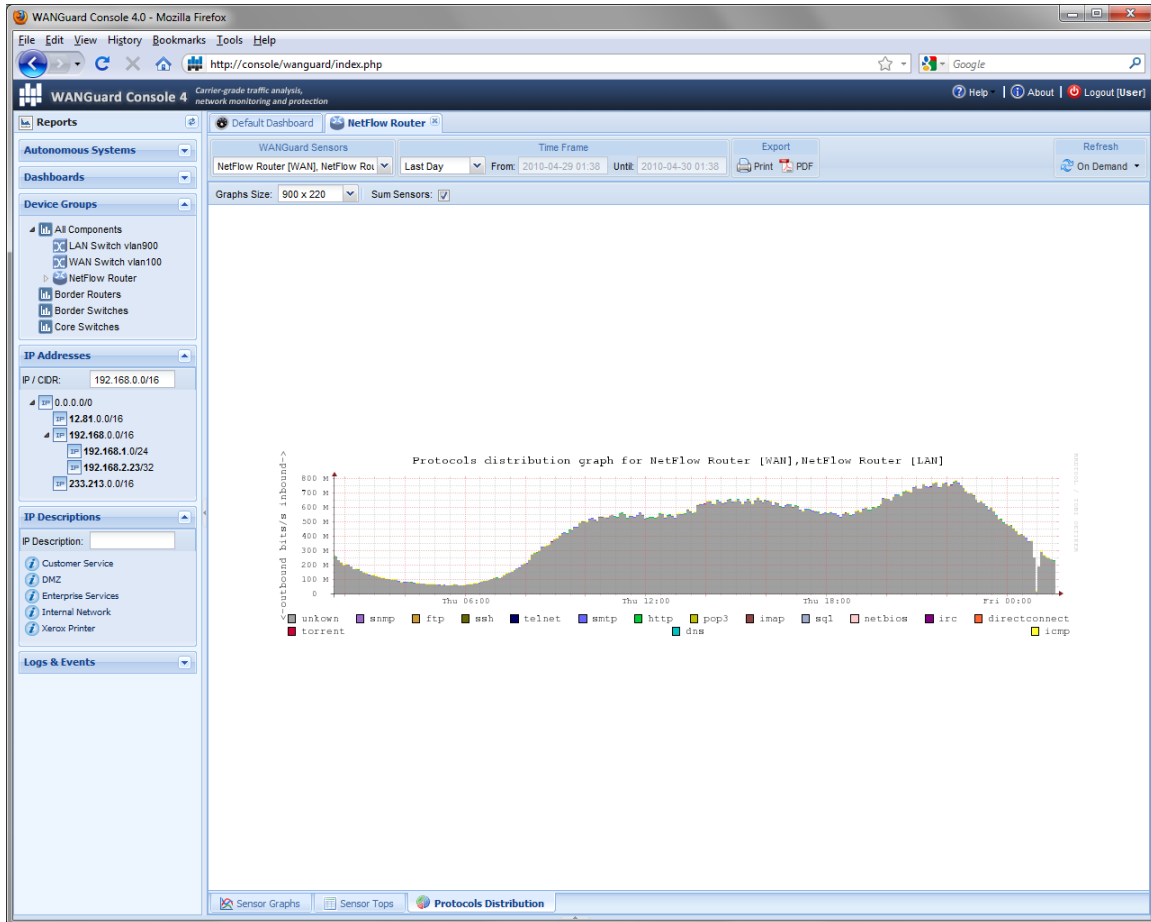 WANGuard Console 4.0 - Mozilla Firefox
File Edit View History Bookmarks Tools Help
http://console/wanguard/index.php
Google
WANGuard Console 4 Carrier-grade traffic analysis, network monitoring and protection
Help | About | Logout [User]
Reports
Default Dashboard NetFlow Router
Autonomous Systems
Dashboards
Device Groups
All Components
LAN Switch vlan900
WAN Switch vlan100
NetFlow Router
Border Routers
Border Switches
Core Switches
IP Addresses
IP / CIDR: 192.168.0.0/16
IP 0.0.0.0/0
IP 12.81.0.0/16
IP 192.168.0.0/16
IP 192.168.1.0/24
IP 192.168.2.23/32
IP 233.213.0.0/16
IP Descriptions
IP Description:
Customer Service
DMZ
Enterprise Services
Internal Network
Xerox Printer
Logs & Events
WANGuard Sensors Time Frame Export Refresh
NetFlow Router [WAN], NetFlow Rou Last Day From: 2010-04-29 01:38 Until: 2010-04-30 01:38 Print PDF On Demand
Graphs Size: 900 x 220 Sum Sensors:
Protocols distribution graph for NetFlow Router [WAN],NetFlow Router [LAN]
<-outbound bits/s inbound->
800 M
700 M
600 M
500 M
400 M
300 M
200 M
100 M
0
Thu 06:00 Thu 12:00 Thu 18:00 Fri 00:00
unkown snmp ftp ssh telnet smtp http pop3 imap sql netbios irc directconnect
torrent dns icmp
RRDTOOL / TOBI OETIKER
Sensor Graphs Sensor Tops Protocols Distribution